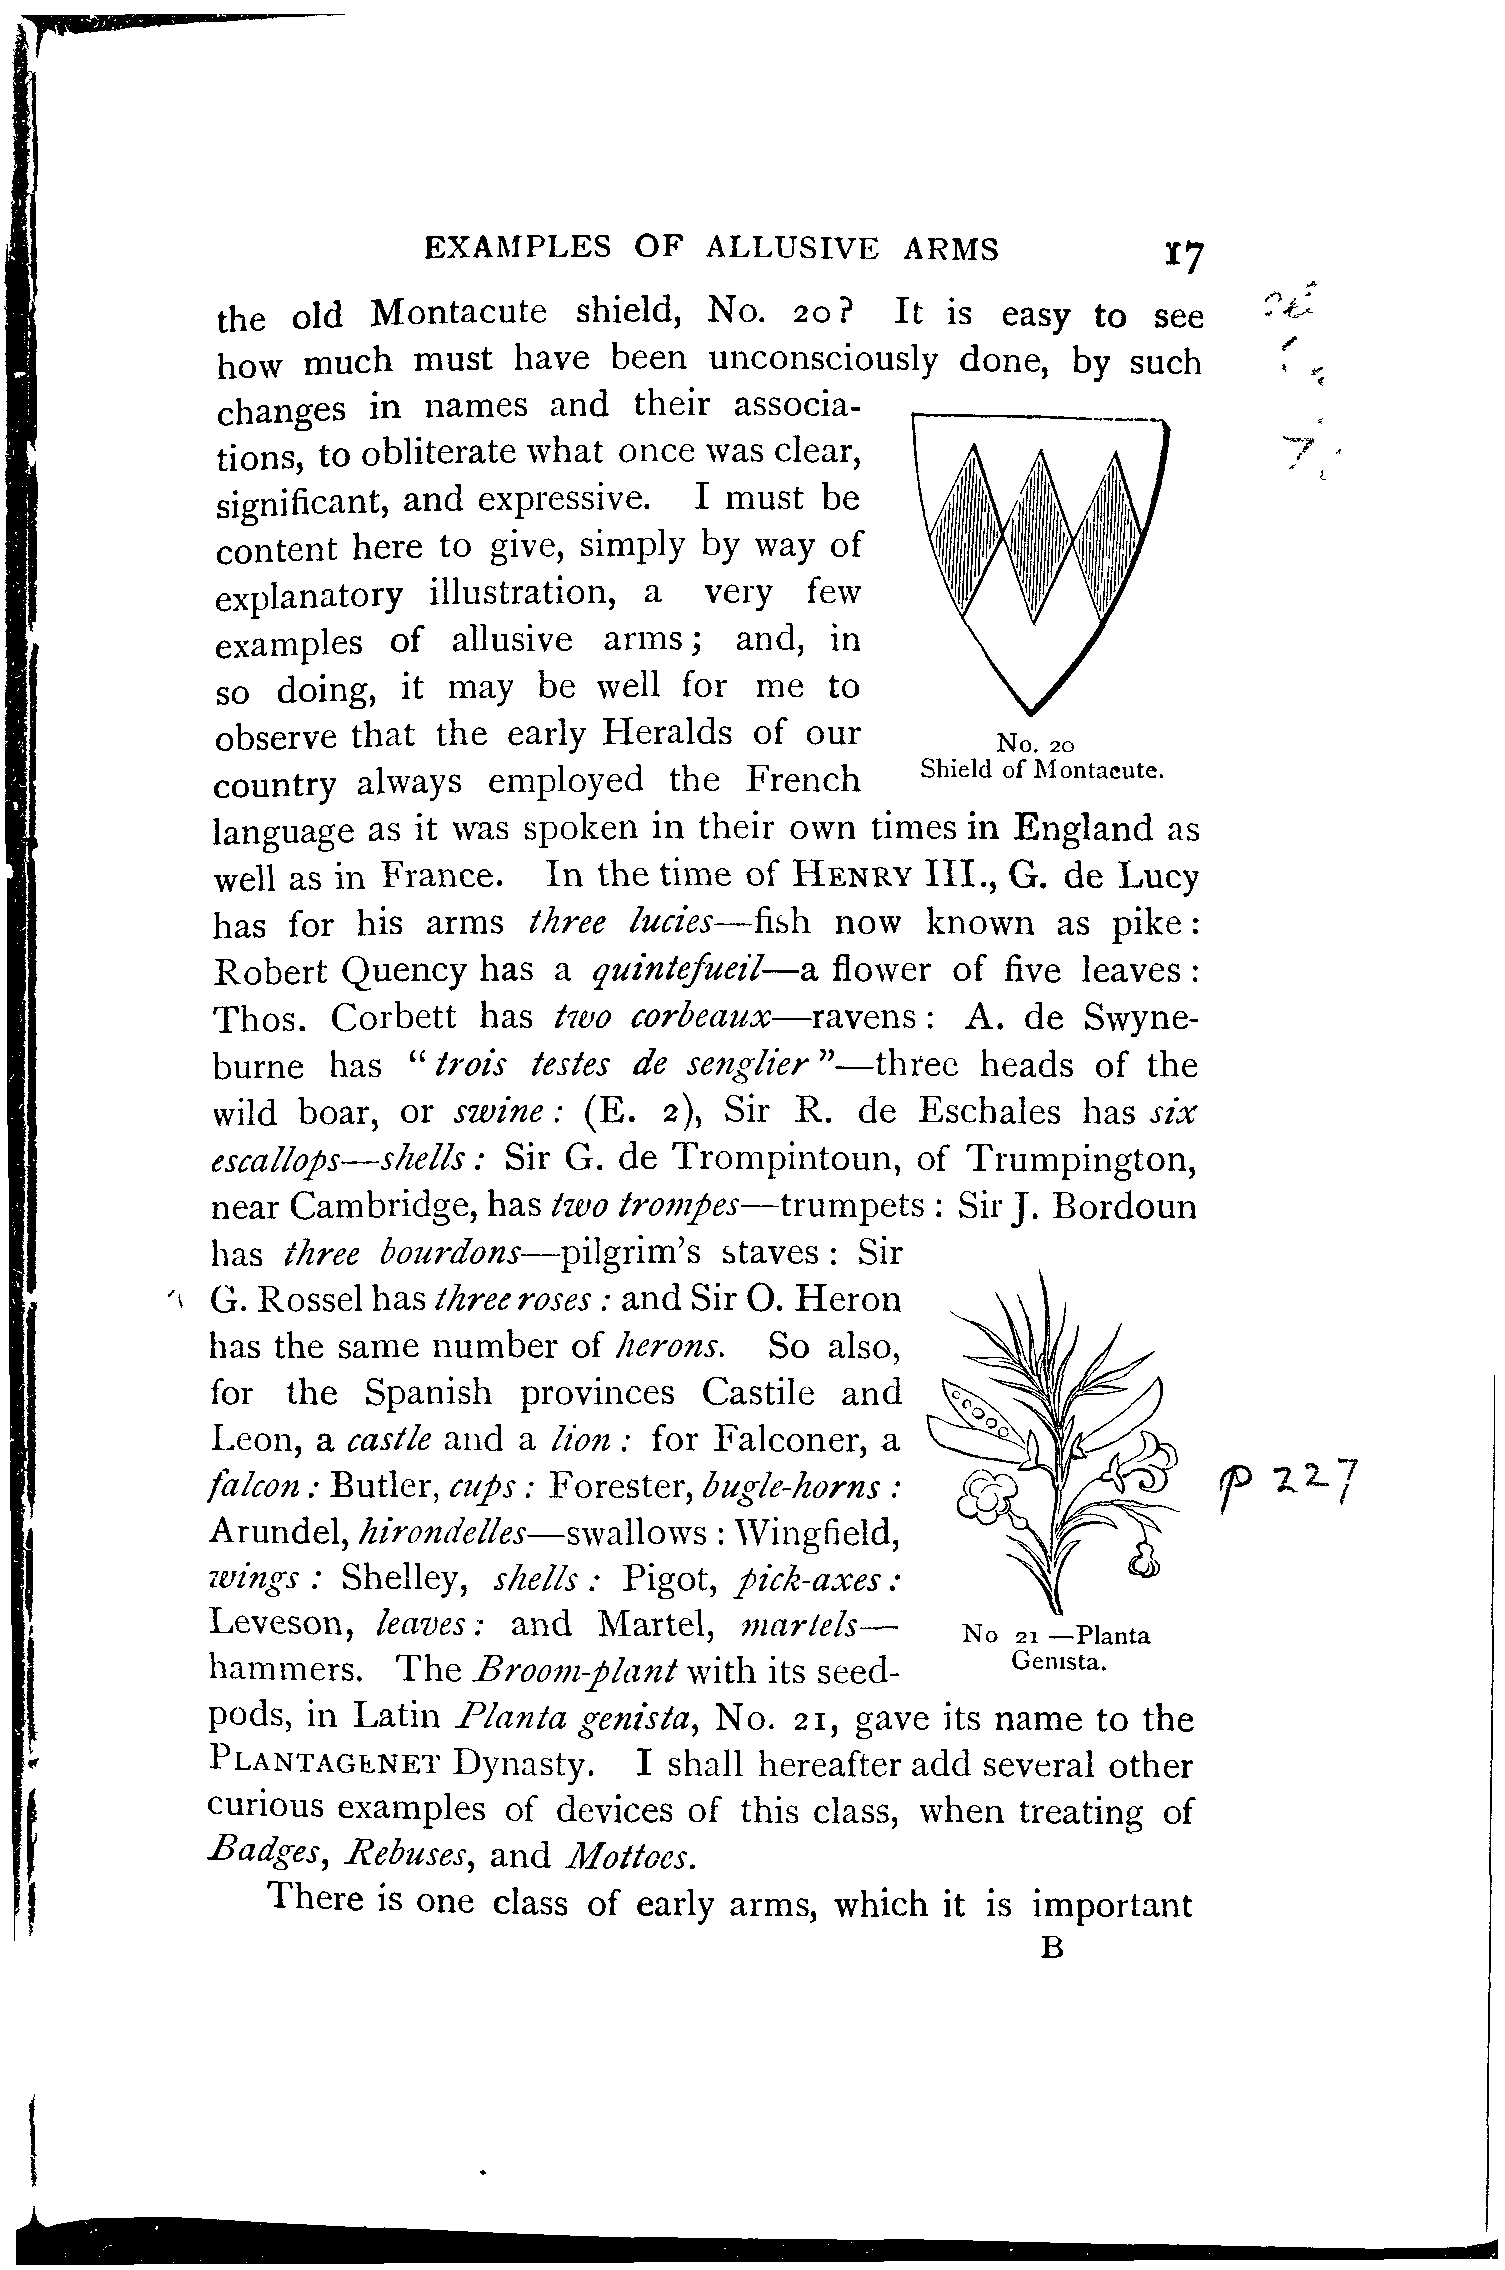 EXAMPLES OF ALLUSIVE ARMS 17
the old Montacute shield, No. 20? It is easy to see
how much must have been unconsciously done, by such
changes in names and their associa-
tions, to obliterate what once was clear,
significant, and expressive. I must be
content here to give, simply by way of
explanatory illustration, a very few
examples of allusive arms; and, in
so doing, it may be well for me to
observe that the early Heralds of our
country always employed the French
No. 20
Shield of Montacute.
language as it was spoken in their own times in England as
well as in France. In the time of HENRY III., G. de Lucy
has for his arms three lucies—fish now known as pike:
Robert Quency has a quintefueil—a flower of five leaves:
Thos. Corbett has two corbeaux—ravens: A. de Swyne-
burne has "trois testes de senglier"—three heads of the
wild boar, or swine: (E. 2), Sir R. de Eschales has six
escallops—shells: Sir G. de Trompintoun, of Trumpington,
near Cambridge, has two trompes—trumpets: Sir J. Bordoun
has three bourdons—pilgrim's staves: Sir
G. Rossel has three roses: and Sir O. Heron
has the same number of herons. So also,
for the Spanish provinces Castile and
Leon, a castle and a lion: for Falconer, a
falcon: Butler, cups: Forester, bugle-horns:
Arundel, hirondelles—swallows: Wingfield,
wings: Shelley, shells: Pigot, pick-axes:
Leveson, leaves: and Martel, martels—
hammers. The Broom-plant with its seed-
p 227
No 21 —Planta
Genista.
pods, in Latin Planta genista, No. 21, gave its name to the
PLANTAGENET Dynasty. I shall hereafter add several other
curious examples of devices of this class, when treating of
Badges, Rebuses, and Mottoes.
There is one class of early arms, which it is important
B